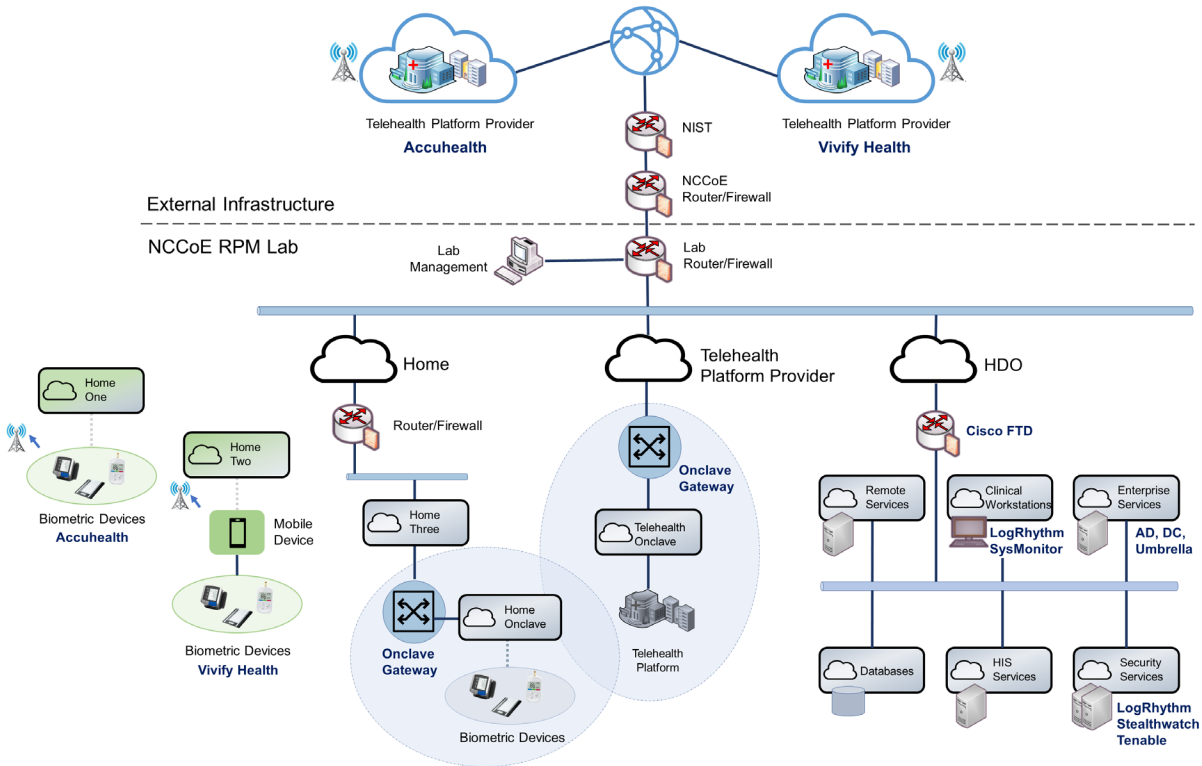 Telehealth Platform Provider
Accuhealth
Telehealth Platform Provider
Vivify Health
NIST
NCCoE
Router/Firewall
External Infrastructure
NCCoE RPM Lab
Lab
Management
Lab
Router/Firewall
Home
Telehealth
Platform Provider
HDO
Home
One
Biometric Devices
Accuhealth
Home
Two
Mobile
Device
Biometric Devices
Vivify Health
Router/Firewall
Home
Three
Onclave
Gateway
Home
Onclave
Biometric Devices
Onclave
Gateway
Telehealth
Onclave
Telehealth
Platform
Cisco FTD
Remote
Services
Clinical
Workstations
LogRhythm
SysMonitor
Enterprise
Services
AD, DC,
Umbrella
Databases
HIS
Services
Security
Services
LogRhythm
Stealthwatch
Tenable